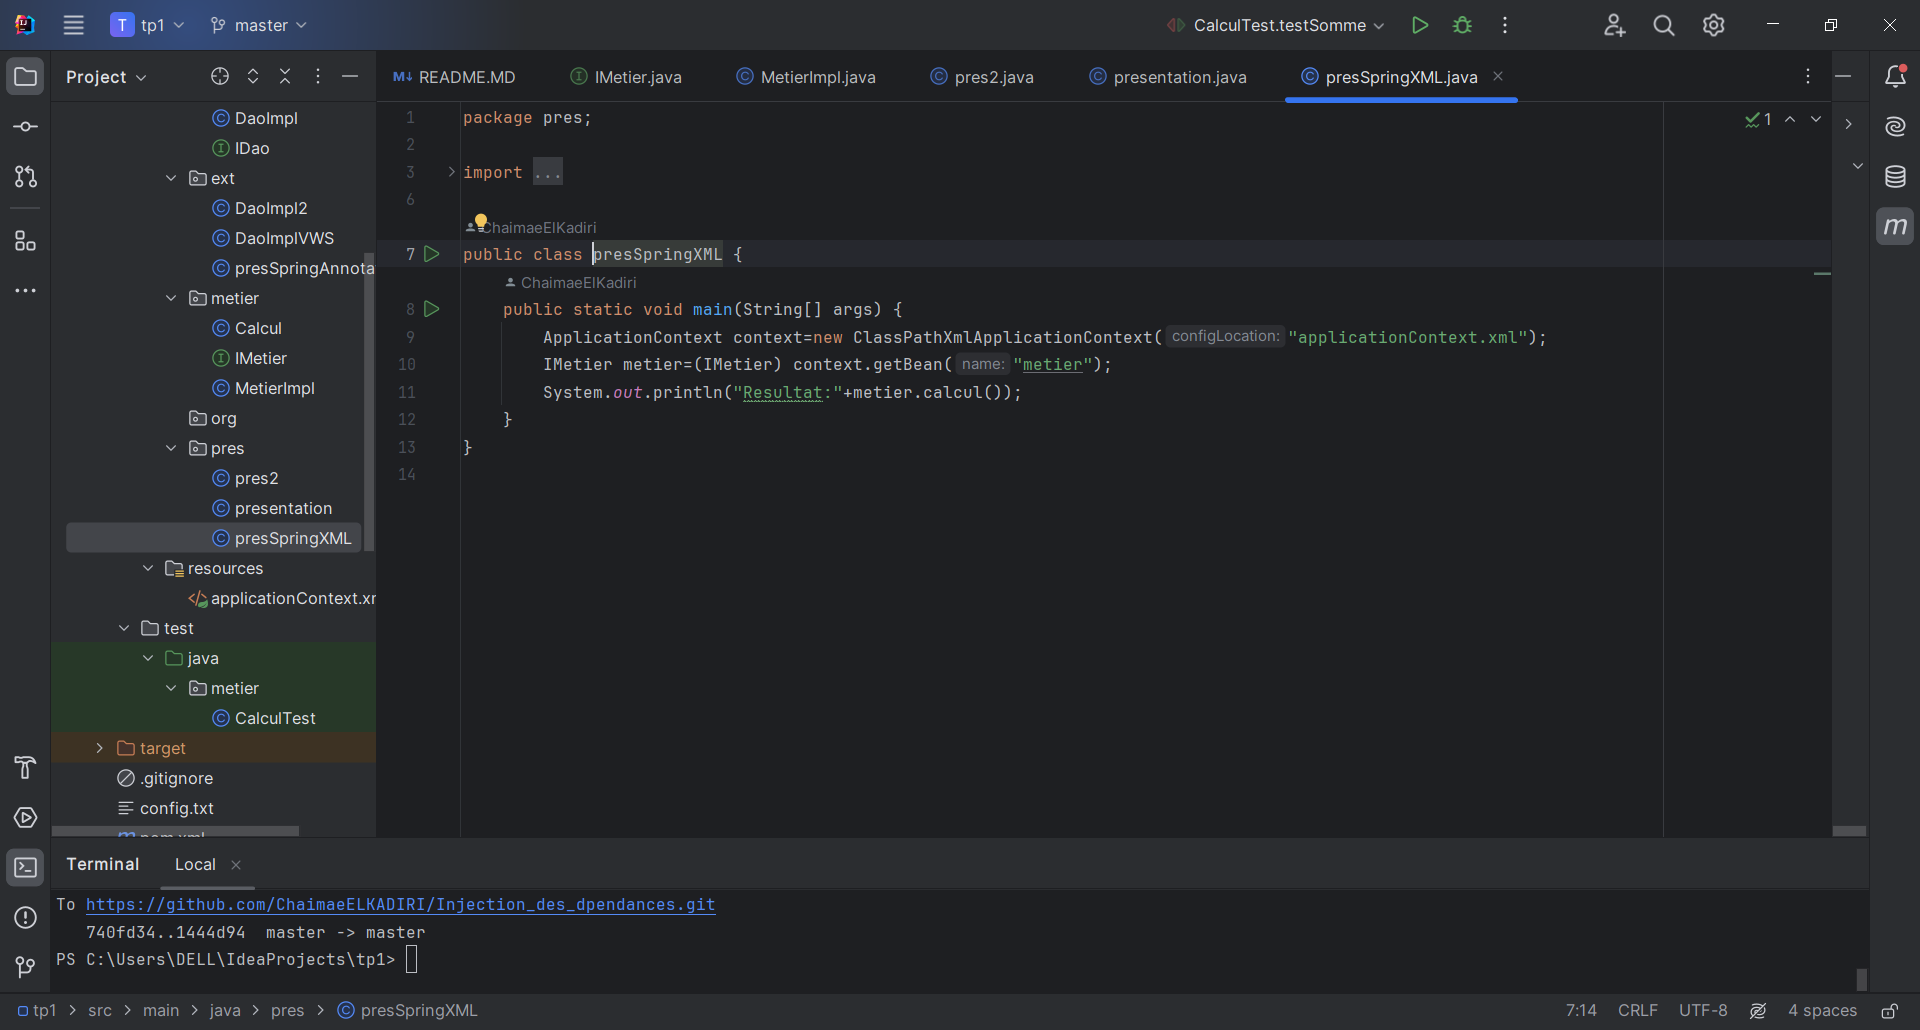 T tp1 master CalculTest.testSomme
Project
README.MD IMetier.java MetierImpl.java pres2.java presentation.java presSpringXML.java
DaoImpl
IDao
ext
DaoImpl2
DaoImplVWS
presSpringAnnota
metier
Calcul
IMetier
MetierImpl
org
pres
pres2
presentation
presSpringXML
resources
applicationContext.xr
test
java
metier
CalculTest
target
.gitignore
config.txt
pom.xml
1 package pres;
2
3 import ...
6
ChaimaeElKadiri
7 public class presSpringXML {
ChaimaeElKadiri
8 public static void main(String[] args) {
9 ApplicationContext context=new ClassPathXmlApplicationContext( configLocation: "applicationContext.xml");
10 IMetier metier=(IMetier) context.getBean( name: "metier");
11 System.out.println("Resultat:"+metier.calcul());
12 }
13 }
14
1
Terminal Local
To https://github.com/ChaimaeELKADIRI/Injection_des_dpendances.git
740fd34..1444d94 master -> master
PS C:\Users\DELL\IdeaProjects\tp1>
tp1 > src > main > java > pres > presSpringXML
7:14 CRLF UTF-8 4 spaces